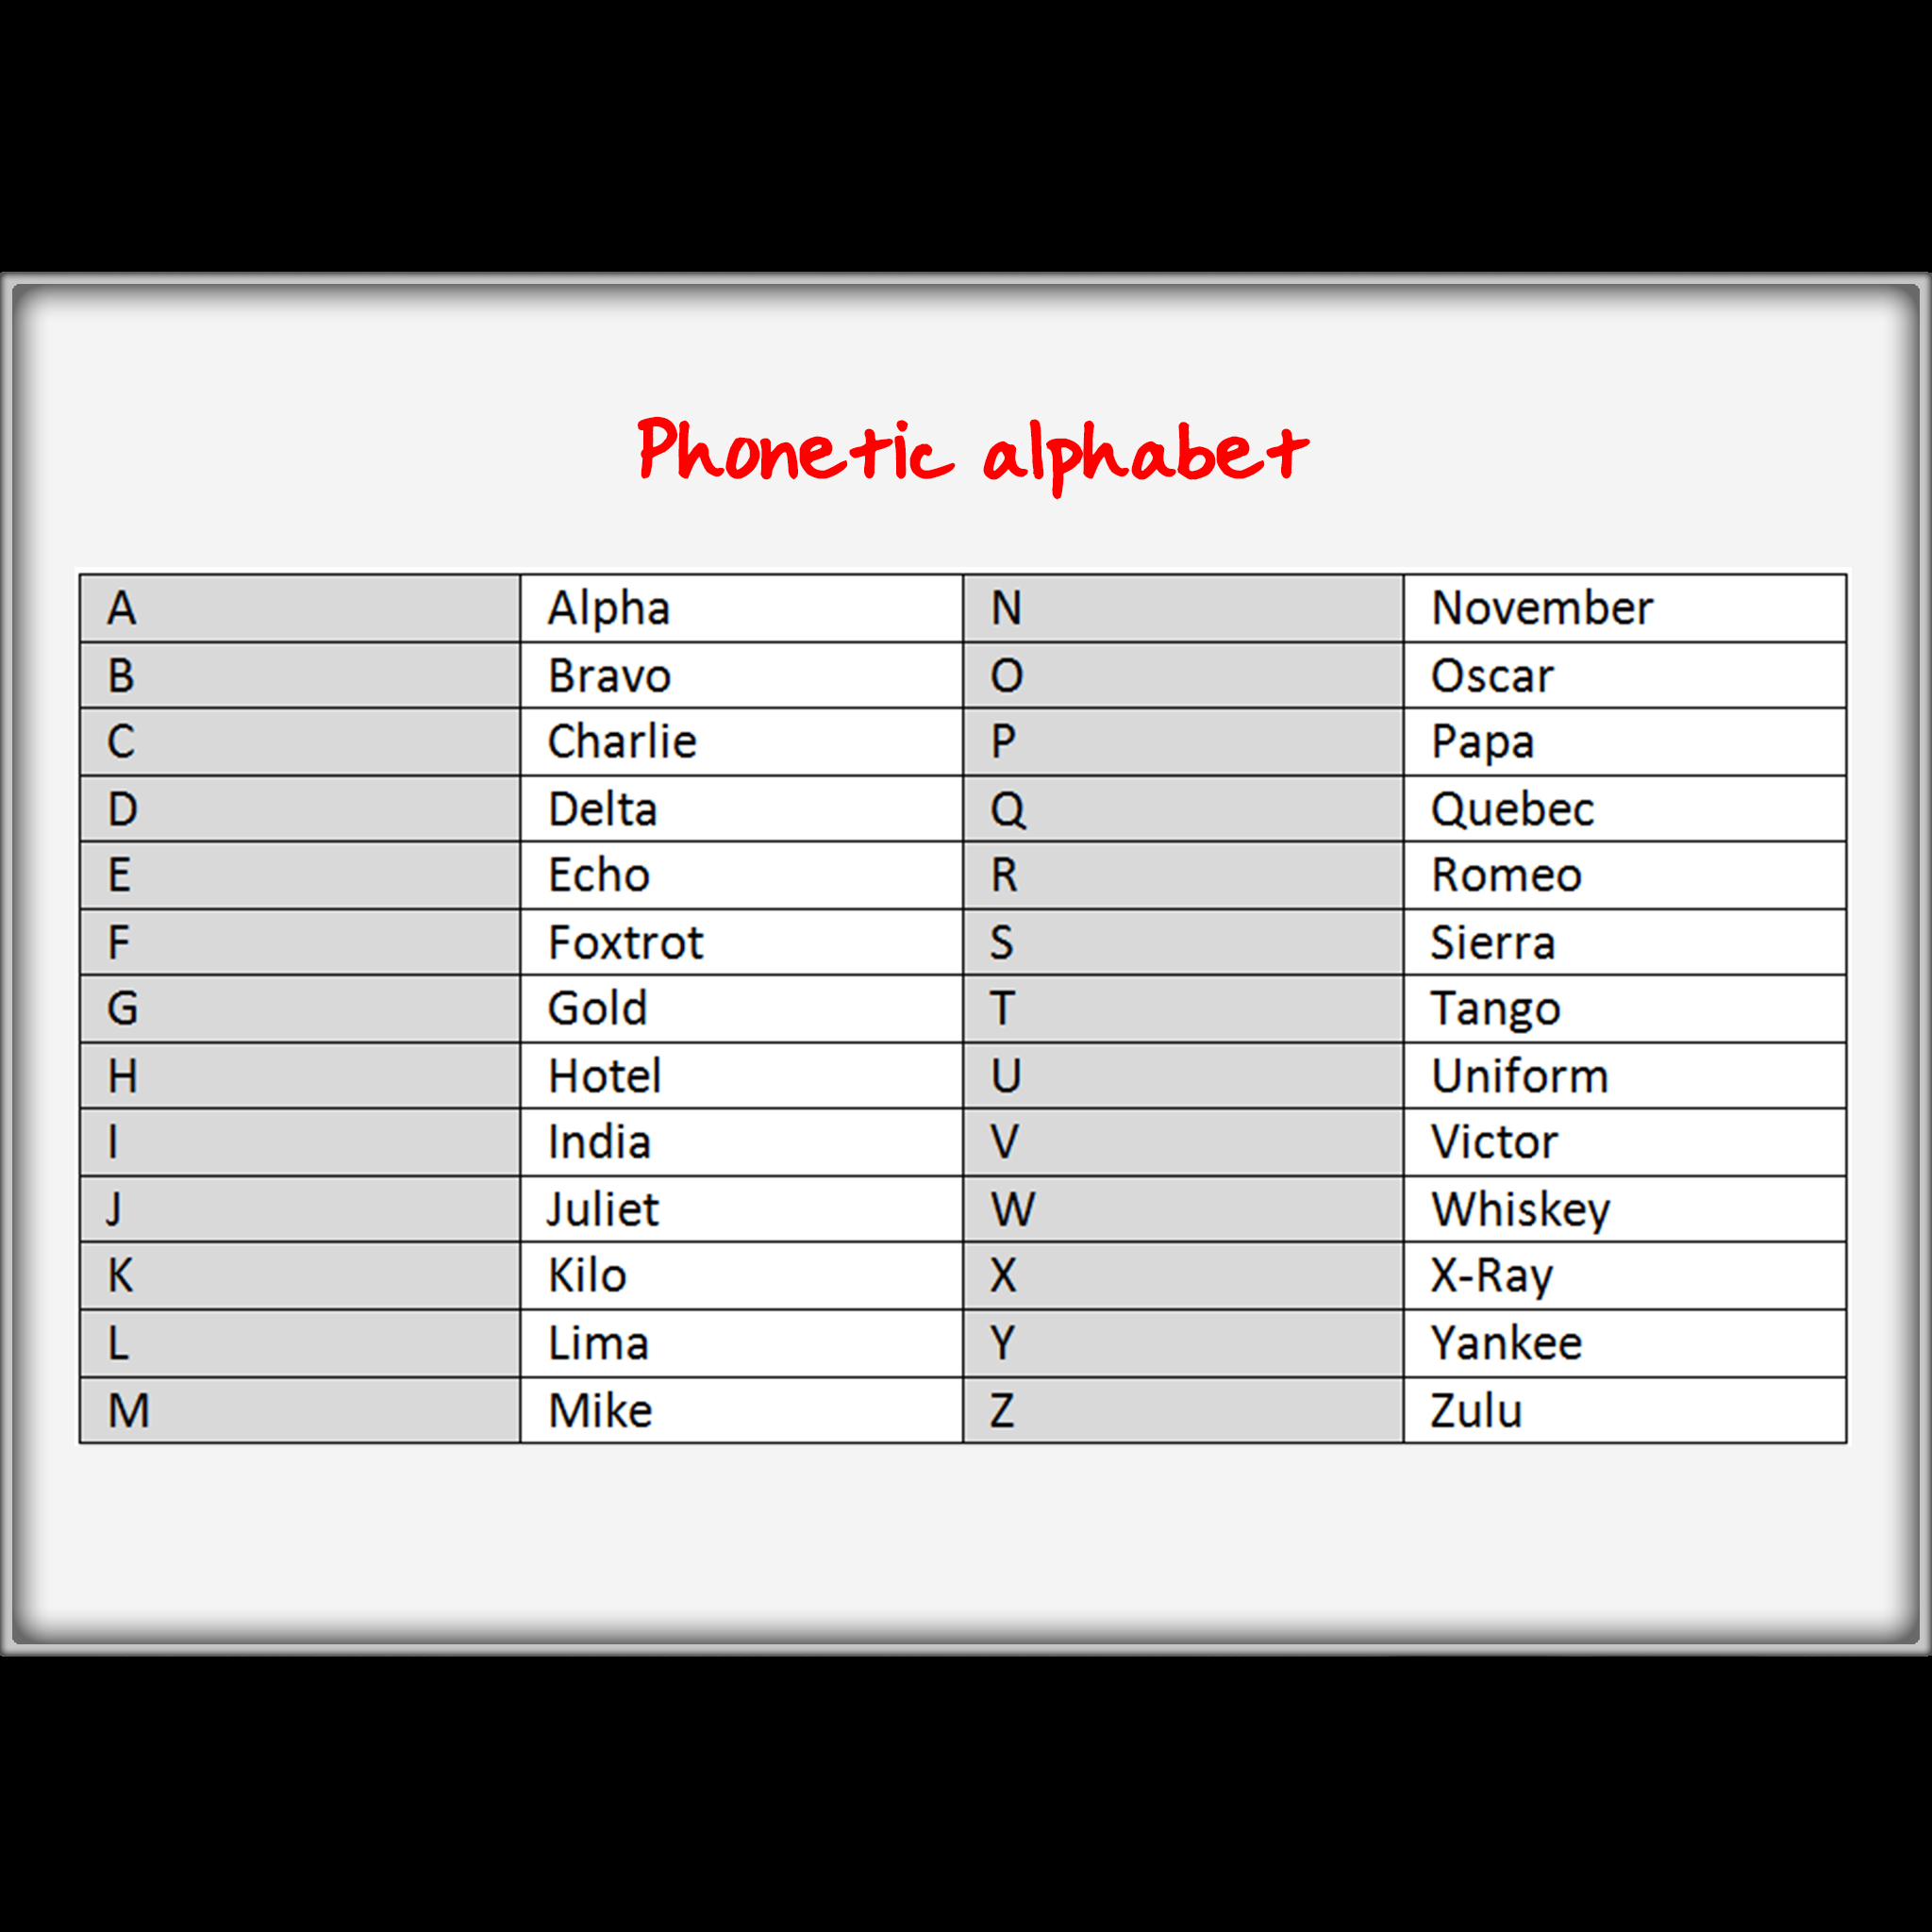 Phonetic alphabet
A Alpha N November
B Bravo O Oscar
C Charlie P Papa
D Delta Q Quebec
E Echo R Romeo
F Foxtrot S Sierra
G Gold T Tango
H Hotel U Uniform
I India V Victor
J Juliet W Whiskey
K Kilo X X-Ray
L Lima Y Yankee
M Mike Z Zulu